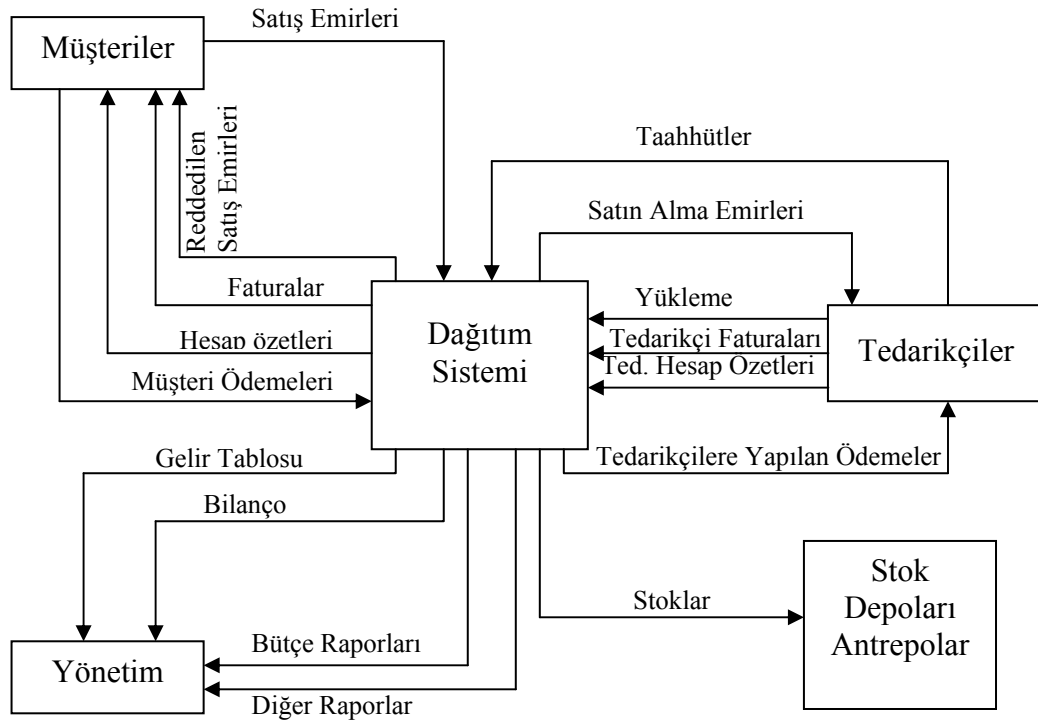 Satış Emirleri
Müşteriler
Reddedilen
Satış Emirleri
Taahhütler
Satın Alma Emirleri
Faturalar
Yükleme
Dağıtım
Sistemi
Hesap özetleri
Tedarikçi Faturaları
Tedarikçiler
Müşteri Ödemeleri
Ted. Hesap Özetleri
Gelir Tablosu
Tedarikçilere Yapılan Ödemeler
Bilanço
Stok
Depoları
Antrepolar
Stoklar
Bütçe Raporları
Yönetim
Diğer Raporlar